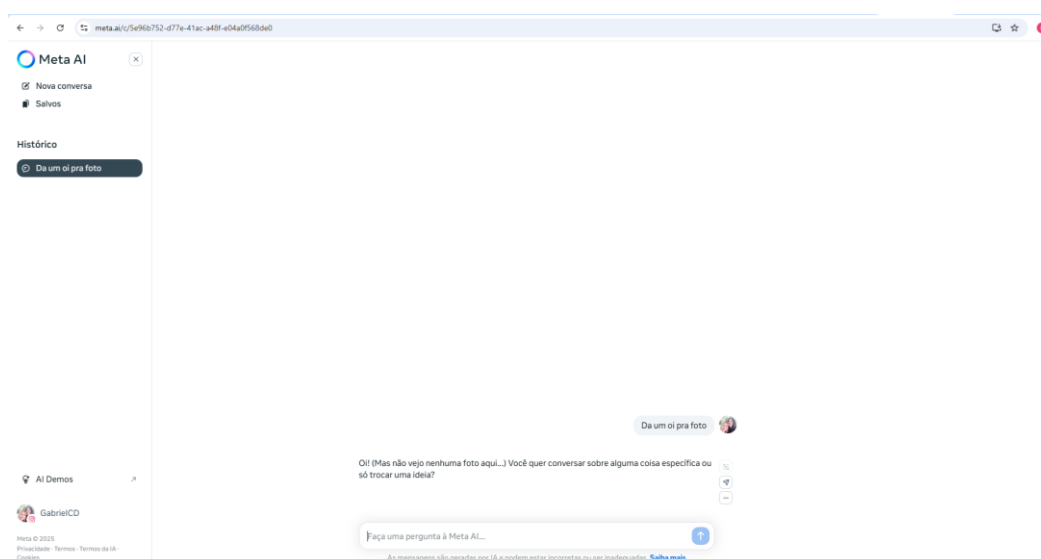 meta.ai/c/5e96b752-d77e-41ac-a48f-e04a0f568de0
Meta AI
Nova conversa
Salvos
Histórico
Da um oi pra foto
Da um oi pra foto
Oi! (Mas não vejo nenhuma foto aqui...) Você quer conversar sobre alguma coisa específica ou
só trocar uma ideia?
AI Demos
GabrielCD
Faça uma pergunta à Meta AI...
Meta © 2025
Privacidade · Termos · Termos da IA ·
Cookies
As mensagens são geradas por IA e podem estar incorretas ou ser inadequadas. Saiba mais.